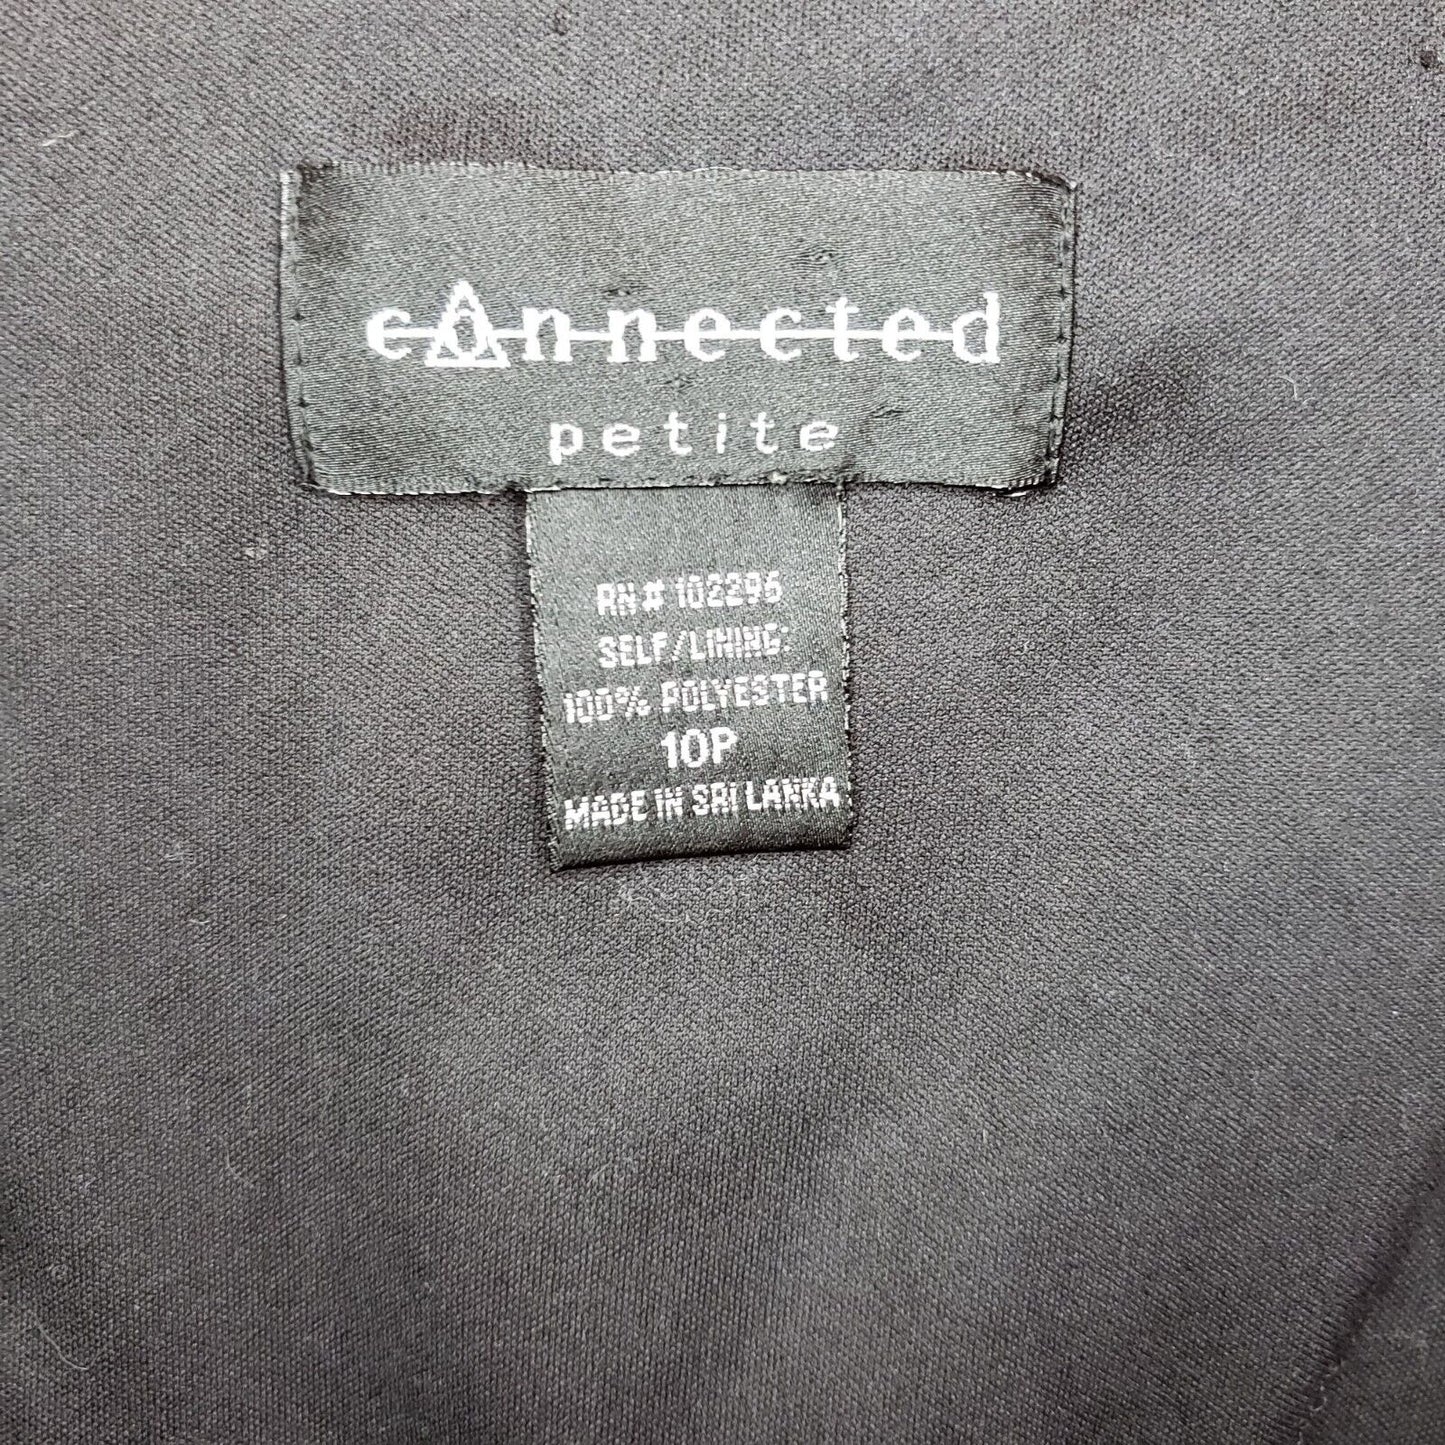 connected
petite
RN# 102296
SELF/LINING:
100% POLYESTER
10P
MADE IN SRI LANKA